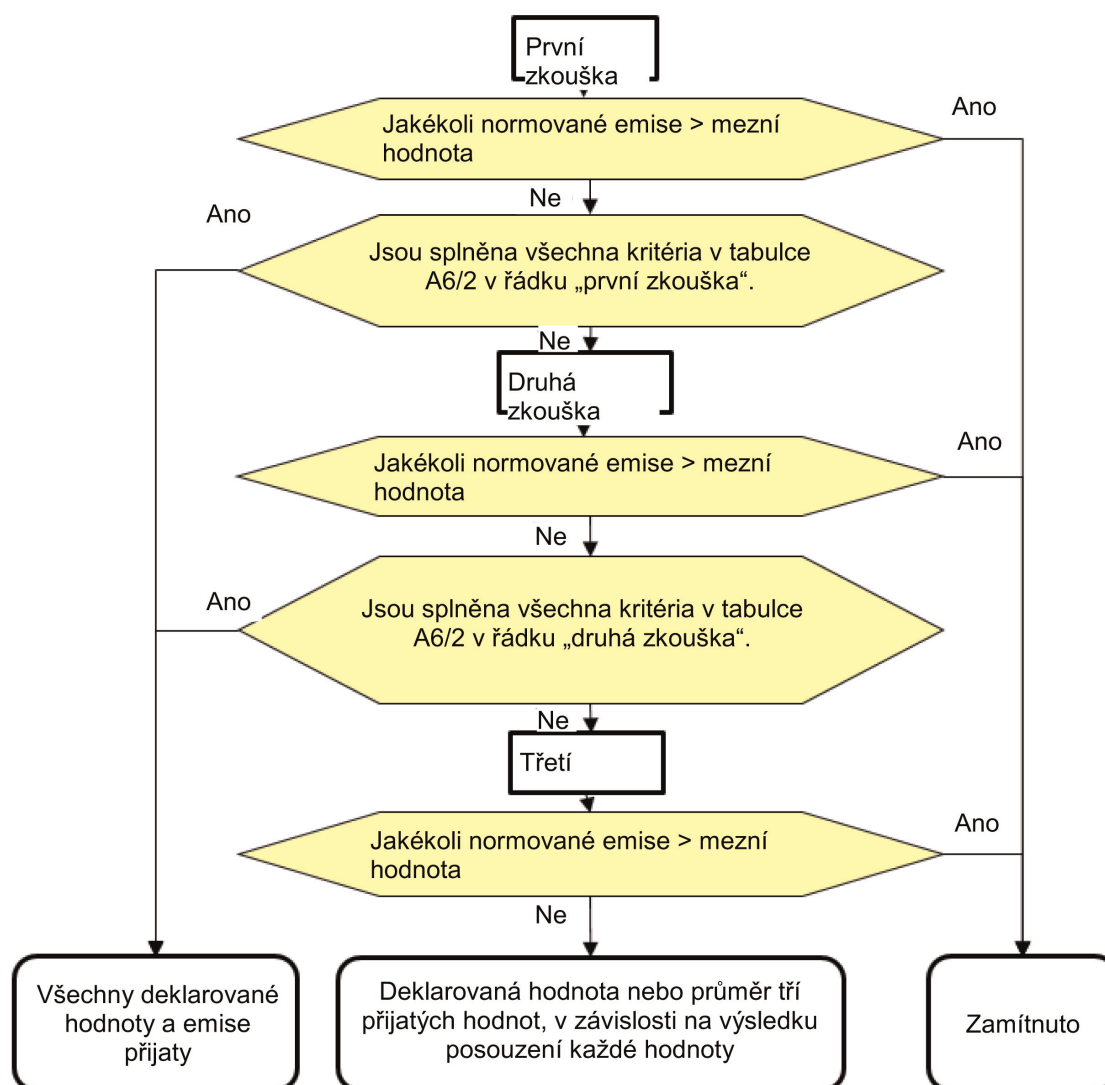 První
zkouška
Ano
Jakékoli normované emise > mezní
hodnota
Ne
Ano
Jsou splněna všechna kritéria v tabulce
A6/2 v řádku „první zkouška“.
Ne
Druhá
zkouška
Ano
Jakékoli normované emise > mezní
hodnota
Ne
Ano
Jsou splněna všechna kritéria v tabulce
A6/2 v řádku „druhá zkouška“.
Ne
Třetí
Ano
Jakékoli normované emise > mezní
hodnota
Ne
Všechny deklarované
hodnoty a emise
přijaty
Deklarovaná hodnota nebo průměr tří
přijatých hodnot, v závislosti na výsledku
posouzení každé hodnoty
Zamítnuto